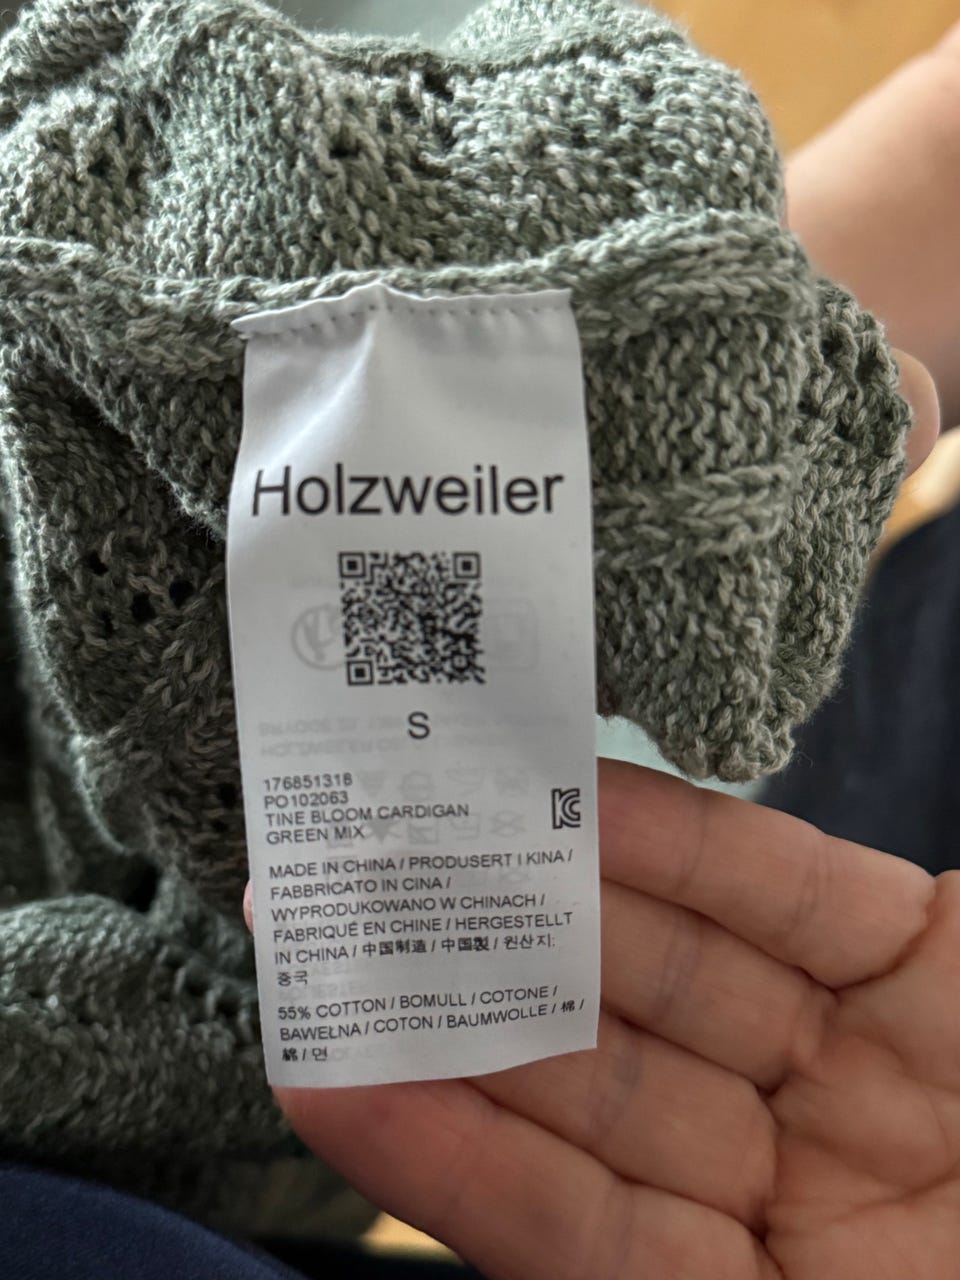 Holzweiler
S
176851318
PO102063
TINE BLOOM CARDIGAN
GREEN MIX
MADE IN CHINA / PRODUSERT I KINA /
FABBRICATO IN CINA /
WYPRODUKOWANO W CHINACH /
FABRIQUÉ EN CHINE / HERGESTELLT
IN CHINA / 中国制造 / 中国製 / 원산지:
중국
55% COTTON / BOMULL / COTONE /
BAWEŁNA / COTON / BAUMWOLLE / 棉 /
綿 / 면